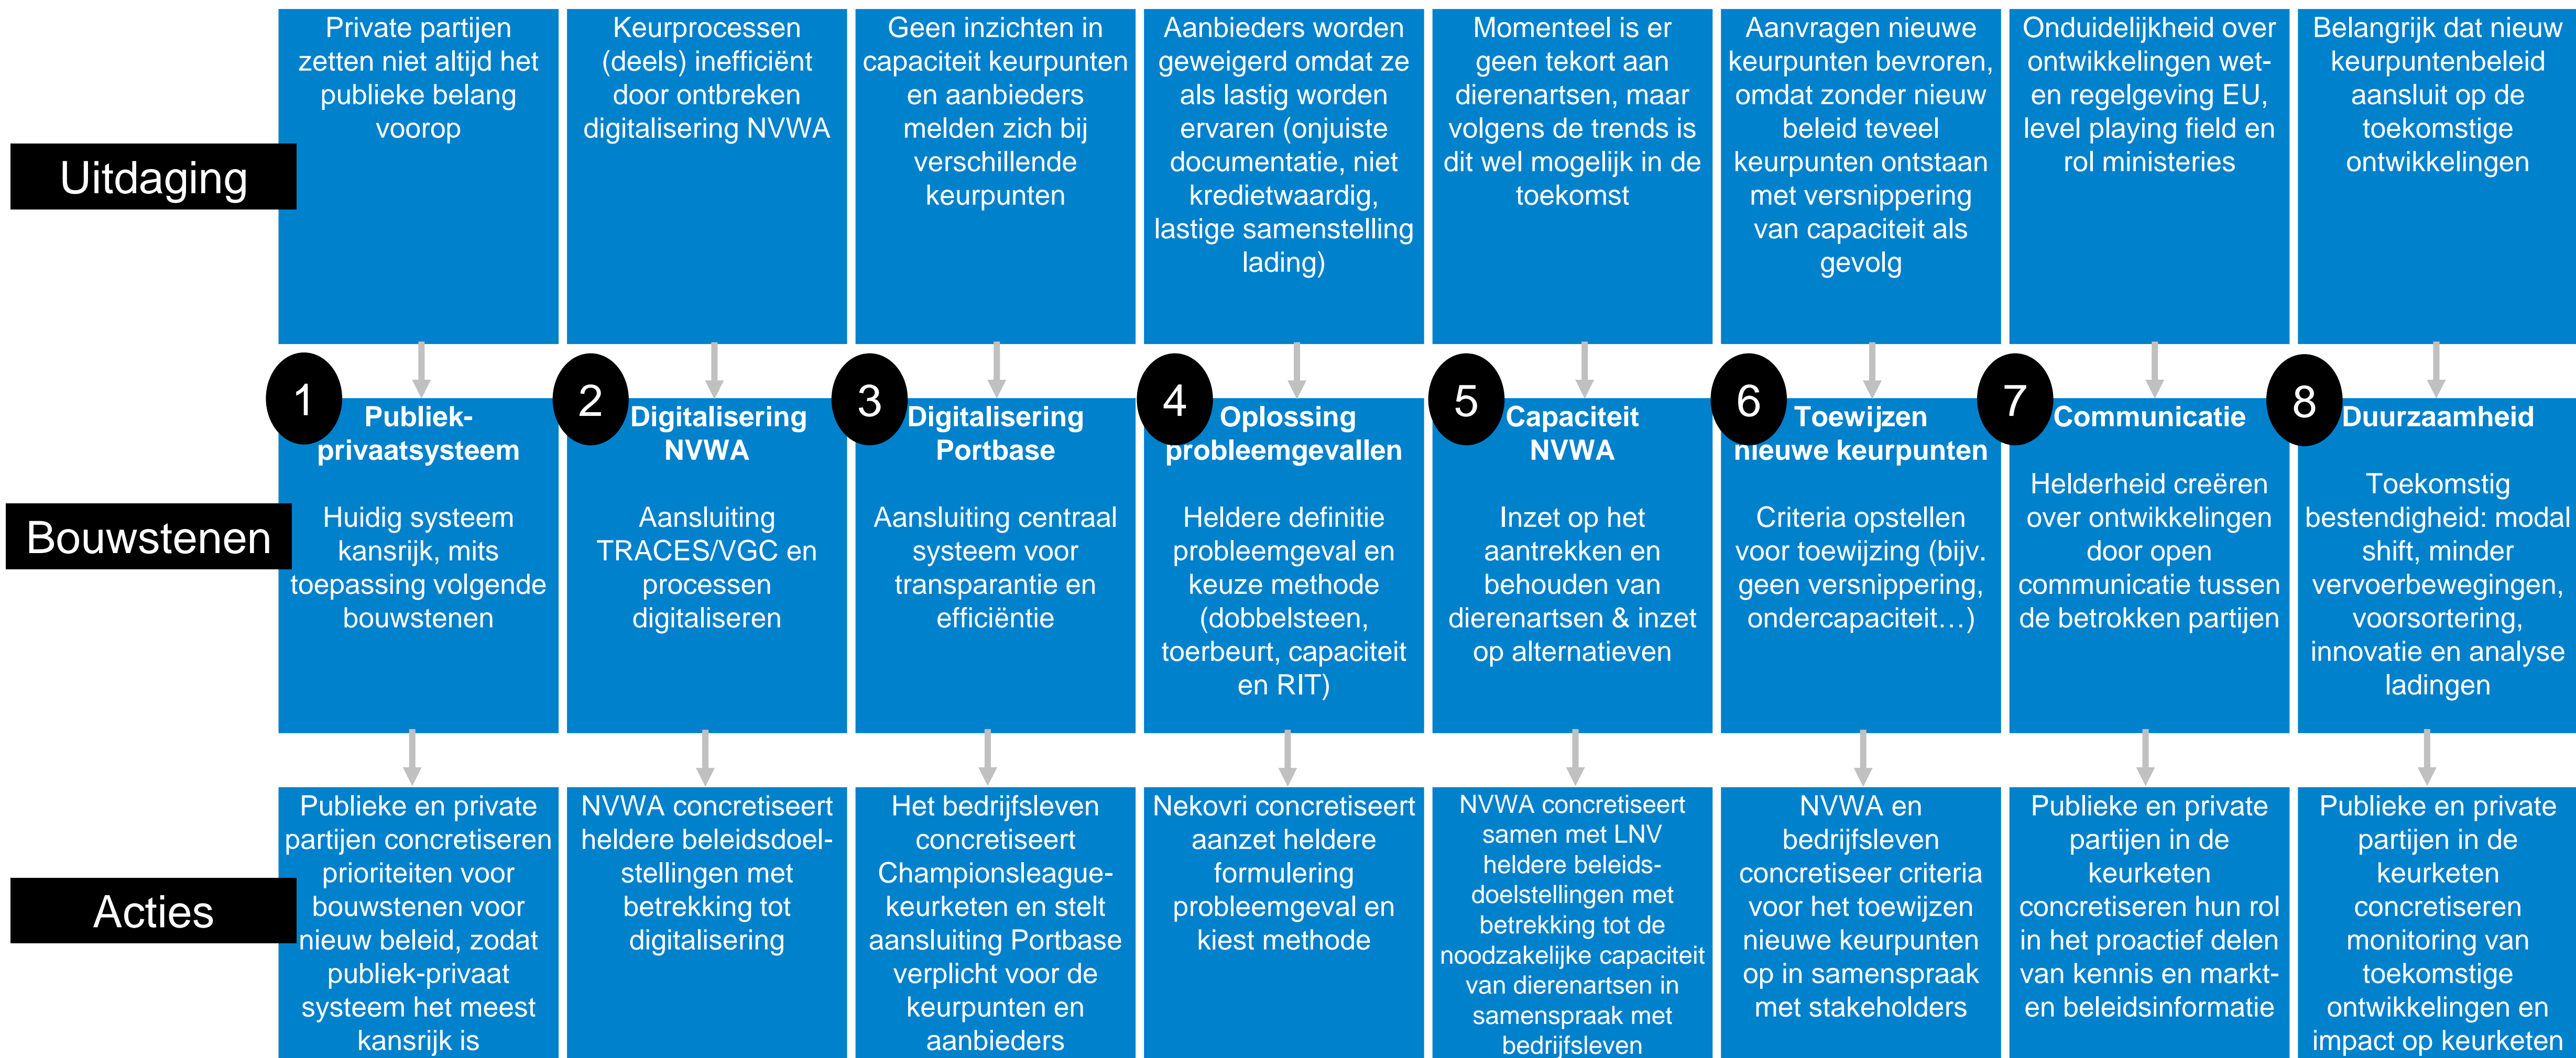 Uitdaging
Private partijen
zetten niet altijd het
publieke belang
voorop
Keurprocessen
(deels) inefficiënt
door ontbreken
digitalisering NVWA
Geen inzichten in
capaciteit keurpunten
en aanbieders
melden zich bij
verschillende
keurpunten
Aanbieders worden
geweigerd omdat ze
als lastig worden
ervaren (onjuiste
documentatie, niet
kredietwaardig,
lastige samenstelling
lading)
Momenteel is er
geen tekort aan
dierenartsen, maar
volgens de trends is
dit wel mogelijk in de
toekomst
Aanvragen nieuwe
keurpunten bevroren,
omdat zonder nieuw
beleid teveel
keurpunten ontstaan
met versnippering
van capaciteit als
gevolg
Onduidelijkheid over
ontwikkelingen wet-
en regelgeving EU,
level playing field en
rol ministeries
Belangrijk dat nieuw
keurpuntenbeleid
aansluit op de
toekomstige
ontwikkelingen
Bouwstenen
1
Publiek-
privaatsysteem
Huidig systeem
kansrijk, mits
toepassing volgende
bouwstenen
2
Digitalisering
NVWA
Aansluiting
TRACES/VGC en
processen
digitaliseren
3
Digitalisering
Portbase
Aansluiting centraal
systeem voor
transparantie en
efficiëntie
4
Oplossing
probleemgevallen
Heldere definitie
probleemgeval en
keuze methode
(dobbelsteen,
toerbeurt, capaciteit
en RIT)
5
Capaciteit
NVWA
Inzet op het
aantrekken en
behouden van
dierenartsen & inzet
op alternatieven
6
Toewijzen
nieuwe keurpunten
Criteria opstellen
voor toewijzing (bijv.
geen versnippering,
ondercapaciteit…)
7
Communicatie
Helderheid creëren
over ontwikkelingen
door open
communicatie tussen
de betrokken partijen
8
Duurzaamheid
Toekomstig
bestendigheid: modal
shift, minder
vervoerbewegingen,
voorsortering,
innovatie en analyse
ladingen
Acties
Publieke en private
partijen concretiseren
prioriteiten voor
bouwstenen voor
nieuw beleid, zodat
publiek-privaat
systeem het meest
kansrijk is
NVWA concretiseert
heldere beleidsdoel-
stellingen met
betrekking tot
digitalisering
Het bedrijfsleven
concretiseert
Championsleague-
keurketen en stelt
aansluiting Portbase
verplicht voor de
keurpunten en
aanbieders
Nekovri concretiseert
aanzet heldere
formulering
probleemgeval en
kiest methode
NVWA concretiseert
samen met LNV
heldere beleids-
doelstellingen met
betrekking tot de
noodzakelijke capaciteit
van dierenartsen in
samenspraak met
bedrijfsleven
NVWA en
bedrijfsleven
concretiseer criteria
voor het toewijzen
nieuwe keurpunten
op in samenspraak
met stakeholders
Publieke en private
partijen in de
keurketen
concretiseren hun rol
in het proactief delen
van kennis en markt-
en beleidsinformatie
Publieke en private
partijen in de
keurketen
concretiseren
monitoring van
toekomstige
ontwikkelingen en
impact op keurketen